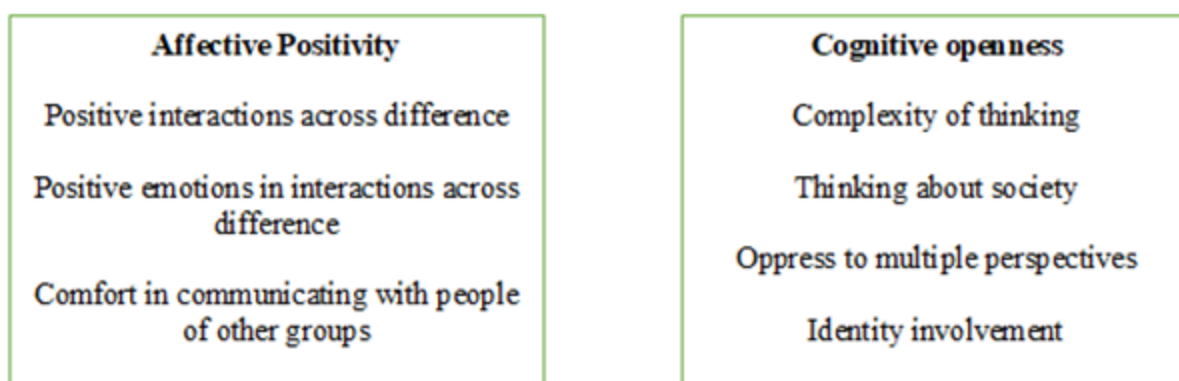 Affective Positivity
Positive interactions across difference
Positive emotions in interactions across
difference
Comfort in communicating with people
of other groups
Cognitive openness
Complexity of thinking
Thinking about society
Oppress to multiple perspectives
Identity involvement